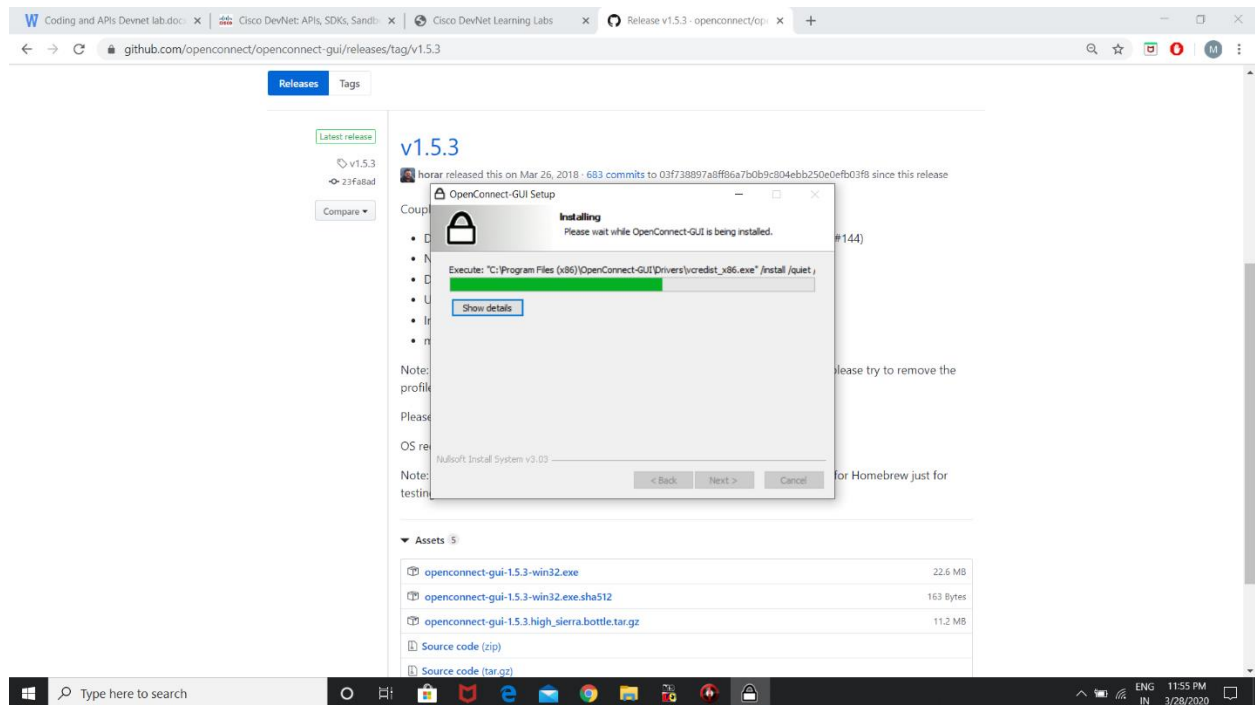 Coding and APIs Devnet lab.doc
Cisco DevNet: APIs, SDKs, Sandb
Cisco DevNet Learning Labs
Release v1.5.3 · openconnect/op
github.com/openconnect/openconnect-gui/releases/tag/v1.5.3
M
Releases Tags
Latest release
v1.5.3
23fa8ad
Compare
v1.5.3
horar released this on Mar 26, 2018 · 683 commits to 03f738897a8ff86a7b0b9c804ebb250e0efb03f8 since this release
Coupl
#144)
OpenConnect-GUI Setup
Installing
Please wait while OpenConnect-GUI is being installed.
Execute: "C:\Program Files (x86)\OpenConnect-GUI\Drivers\vcredist_x86.exe" /install /quiet /
Show details
Nullsoft Install System v3.03
< Back Next > Cancel
D
N
D
U
Ir
Note: please try to remove the
profile
Please
OS re
Note: for Homebrew just for
testin
Assets 5
openconnect-gui-1.5.3-win32.exe 22.6 MB
openconnect-gui-1.5.3-win32.exe.sha512 163 Bytes
openconnect-gui-1.5.3.high_sierra.bottle.tar.gz 11.2 MB
Source code (zip)
Source code (tar.gz)
Type here to search
ENG 11:55 PM
IN 3/28/2020